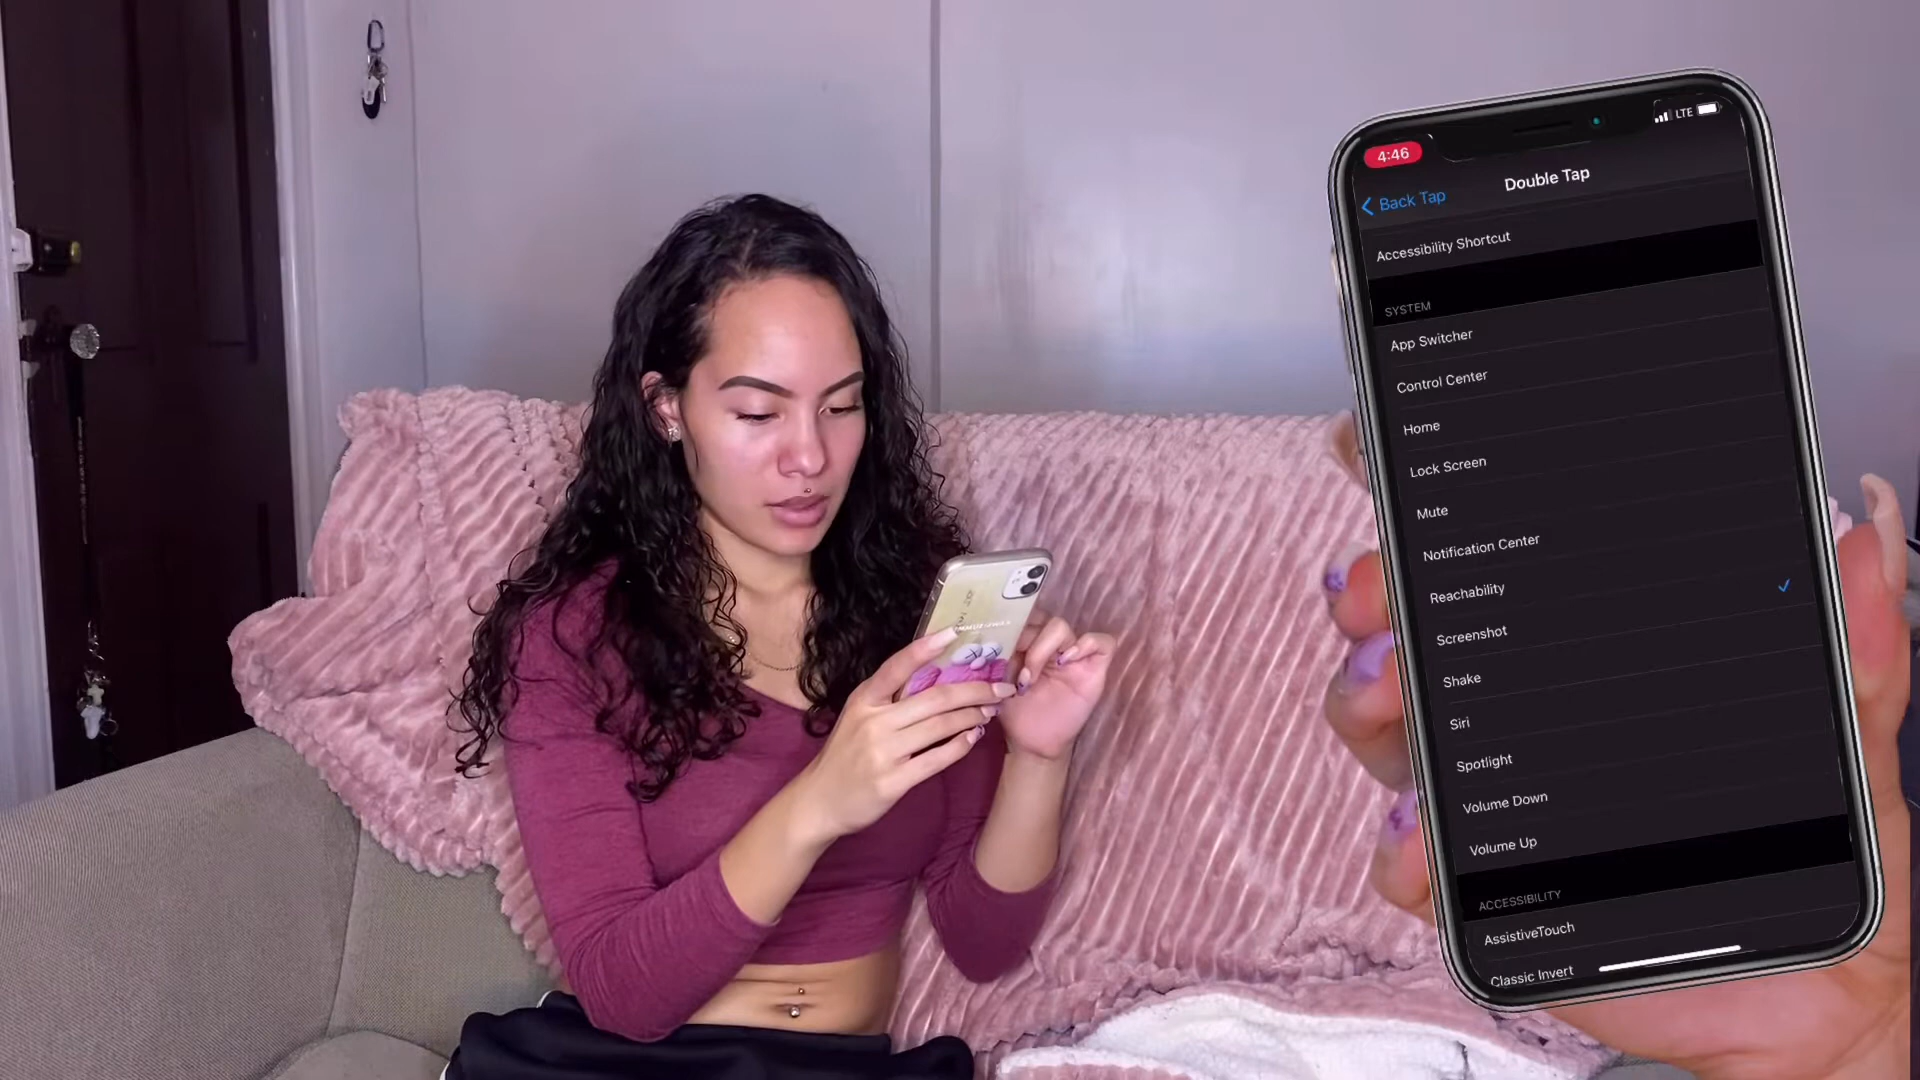 4:46
LTE
Back Tap
Double Tap
Accessibility Shortcut
SYSTEM
App Switcher
Control Center
Home
Lock Screen
Mute
Notification Center
Reachability
Screenshot
Shake
Siri
Spotlight
Volume Down
Volume Up
ACCESSIBILITY
AssistiveTouch
Classic Invert